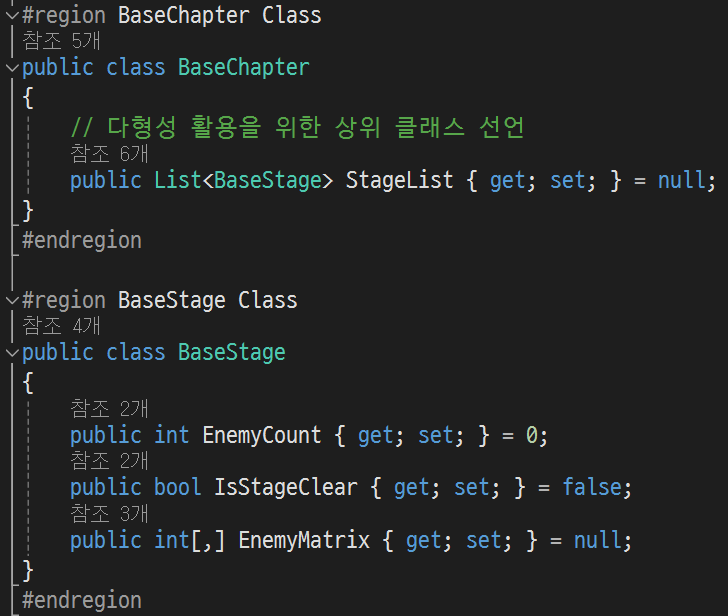 #region BaseChapter Class
참조 5개
public class BaseChapter
{
// 다형성 활용을 위한 상위 클래스 선언
참조 6개
public List<BaseStage> StageList { get; set; } = null;
}
#endregion
#region BaseStage Class
참조 4개
public class BaseStage
{
참조 2개
public int EnemyCount { get; set; } = 0;
참조 2개
public bool IsStageClear { get; set; } = false;
참조 3개
public int[,] EnemyMatrix { get; set; } = null;
}
#endregion